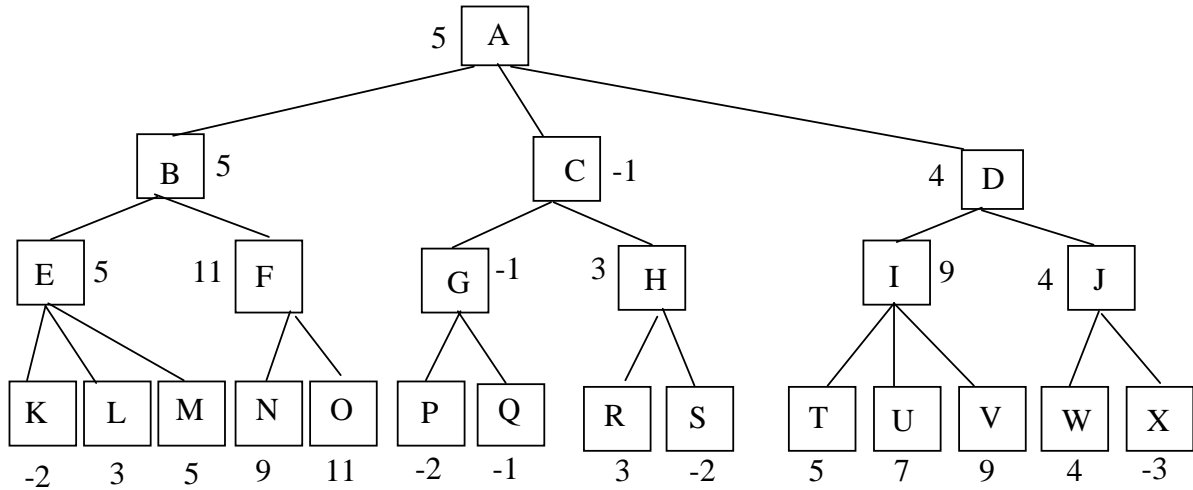 5 A
B 5 C -1 4 D
E 5 11 F G -1 3 H I 9 4 J
K L M N O P Q R S T U V W X
-2 3 5 9 11 -2 -1 3 -2 5 7 9 4 -3